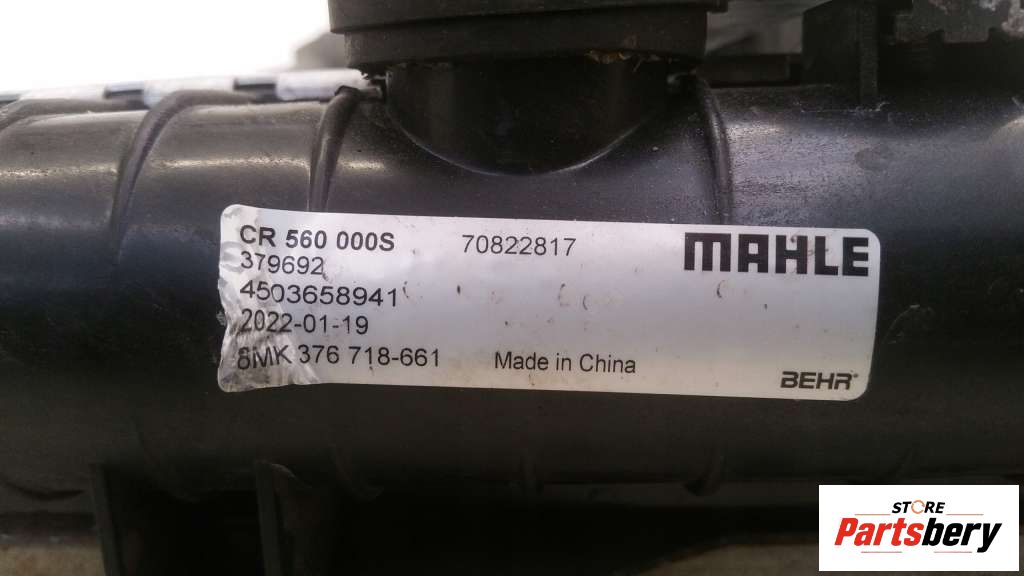 CR 560 000S 70822817 MAHLE
379692
4503658941
2022-01-19
8MK 376 718-661 Made in China BEHR®
STORE
Partsbery